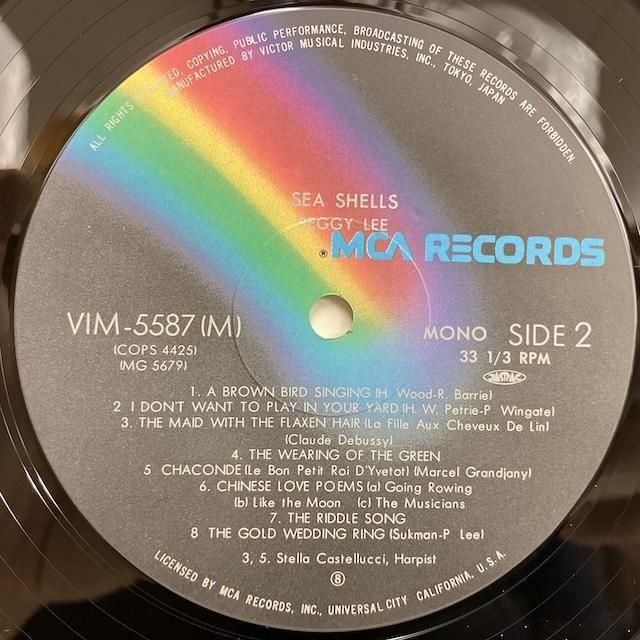 ALL RIGHTS RESERVED. COPYING, PUBLIC PERFORMANCE, BROADCASTING OF THESE RECORDS ARE FORBIDDEN.
MANUFACTURED BY VICTOR MUSICAL INDUSTRIES, INC., TOKYO, JAPAN
SEA SHELLS
PEGGY LEE
® MCA RECORDS
VIM-5587 (M)
(COPS 4425)
(MG 5679)
MONO SIDE 2
33 1/3 RPM
JASRAC
1. A BROWN BIRD SINGING (H. Wood-R. Barrie)
2 I DON'T WANT TO PLAY IN YOUR YARD (H. W. Petrie-P Wingate)
3. THE MAID WITH THE FLAXEN HAIR (La Fille Aux Cheveux De Lin)
(Claude Debussy)
4. THE WEARING OF THE GREEN
5 CHACONDE (Le Bon Petit Roi D'Yvetot) (Marcel Grandjany)
6. CHINESE LOVE POEMS (a) Going Rowing
(b) Like the Moon (c) The Musicians
7. THE RIDDLE SONG
8 THE GOLD WEDDING RING (Sukman-P Lee)
3, 5. Stella Castellucci, Harpist
⑧
LICENSED BY MCA RECORDS, INC., UNIVERSAL CITY CALIFORNIA, U.S.A.